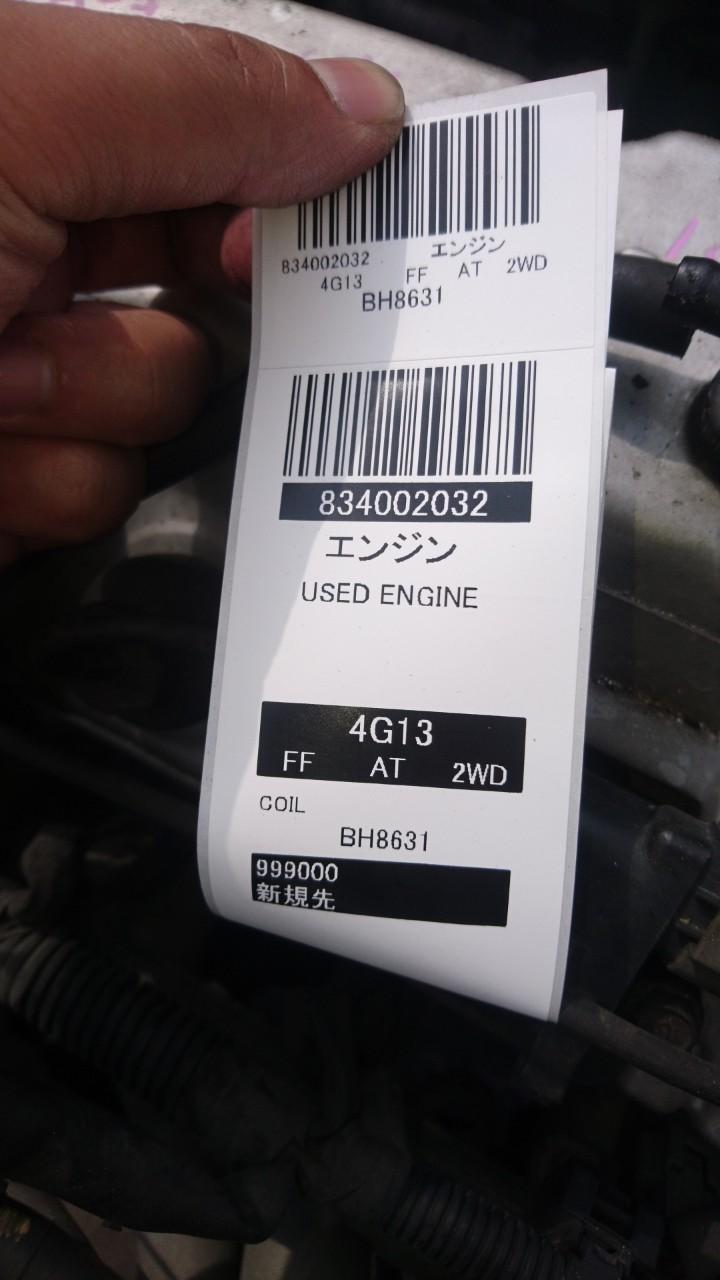 834002032 エンジン
4G13 FF AT 2WD
BH8631
834002032
エンジン
USED ENGINE
4G13
FF AT 2WD
COIL
BH8631
999000
新規先